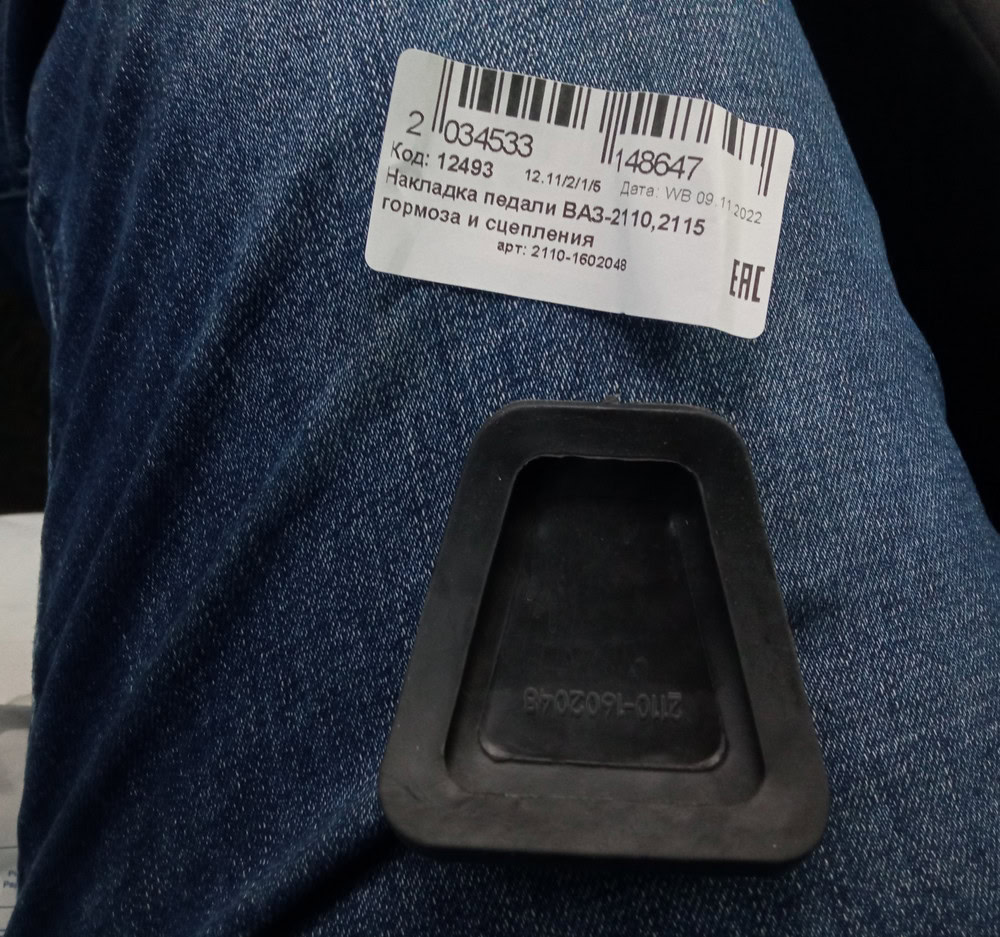 2 034533 148647
Код: 12493 12.11/2/1/5 Дата: WB 09.11.2022
Накладка педали ВАЗ-2110,2115
тормоза и сцепления
арт: 2110-1602048
EAC
2110-1602048